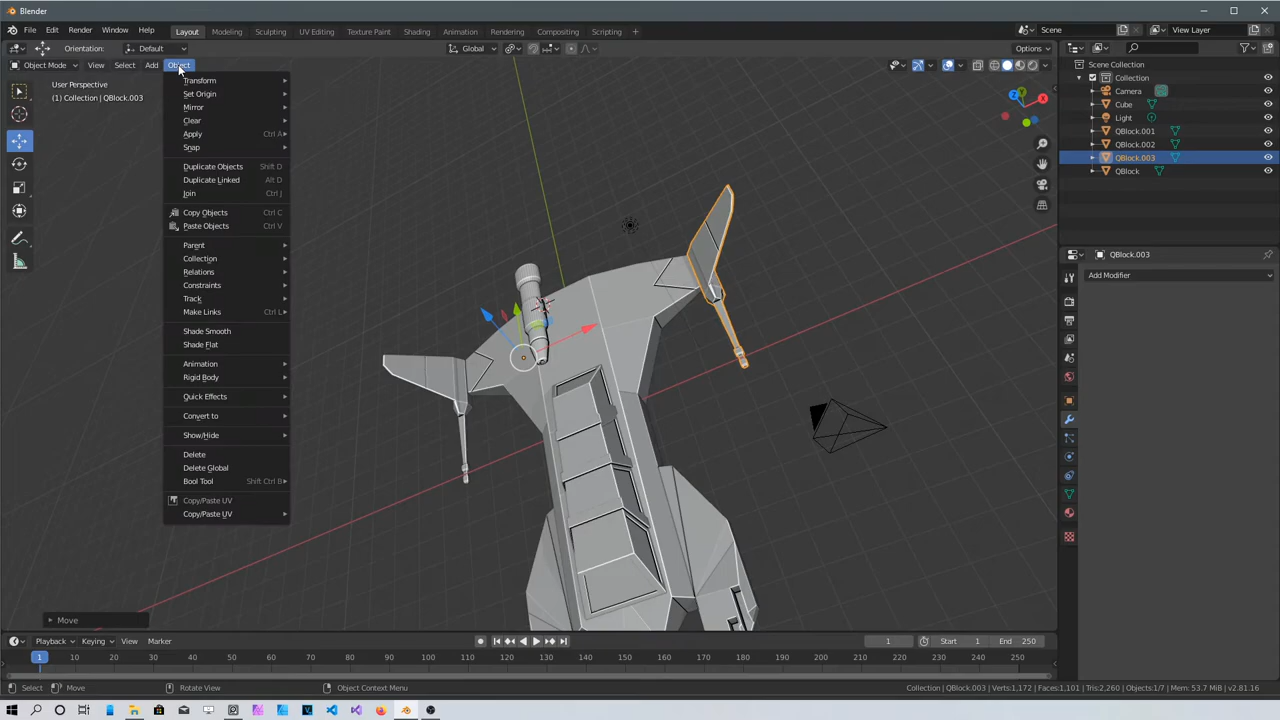 Blender
File Edit Render Window Help Layout Modeling Sculpting UV Editing Texture Paint Shading Animation Rendering Compositing Scripting + Scene View Layer
Orientation: Default Global Options
Object Mode View Select Add Object
User Perspective
(1) Collection | QBlock.003
Transform
Set Origin
Mirror
Clear
Apply Ctrl A
Snap
Duplicate Objects Shift D
Duplicate Linked Alt D
Join Ctrl J
Copy Objects Ctrl C
Paste Objects Ctrl V
Parent
Collection
Relations
Constraints
Track
Make Links Ctrl L
Shade Smooth
Shade Flat
Animation
Rigid Body
Quick Effects
Convert to
Show/Hide
Delete
Delete Global
Bool Tool Shift Ctrl B
Copy/Paste UV
Copy/Paste UV
Z Y X
Scene Collection
Collection
Camera
Cube
Light
QBlock.001
QBlock.002
QBlock.003
QBlock
QBlock.003
Add Modifier
Move
Playback Keying View Marker 1 Start 1 End 250
1 10 20 30 40 50 60 70 80 90 100 110 120 130 140 150 160 170 180 190 200 210 220 230 240 250
Select Move Rotate View Object Context Menu Collection | QBlock.003 | Verts:1,172 | Faces:1,101 | Tris:2,260 | Objects:1/7 | Mem: 53.7 MiB | v2.81.16